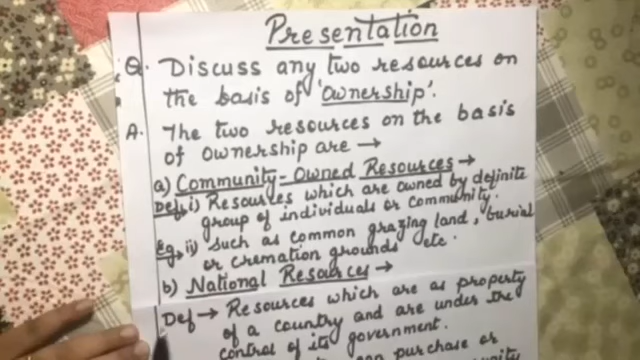 Presentation
Q. Discuss any two resources on
the basis of 'Ownership'.
A. The two resources on the basis
of ownership are →
a) Community-Owned Resources →
Def. i) Resources which are owned by definite
group of individuals or community.
Eg. ii) Such as common grazing land, burial
or cremation grounds etc.
b) National Resources →
Def → Resources which are as property
of a country and are under the
control of its government.
can purchase or